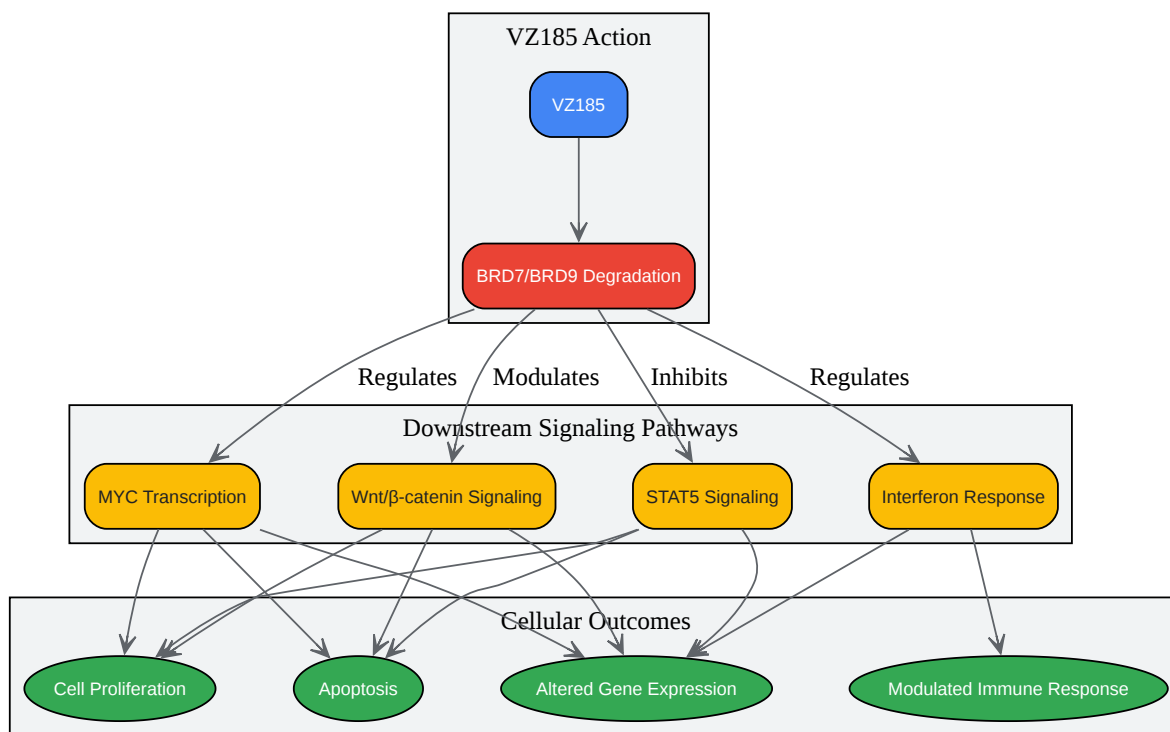 VZ185 Action
VZ185
BRD7/BRD9 Degradation
Regulates Modulates Inhibits Regulates
Downstream Signaling Pathways
MYC Transcription Wnt/β-catenin Signaling STAT5 Signaling Interferon Response
Cellular Outcomes
Cell Proliferation Apoptosis Altered Gene Expression Modulated Immune Response